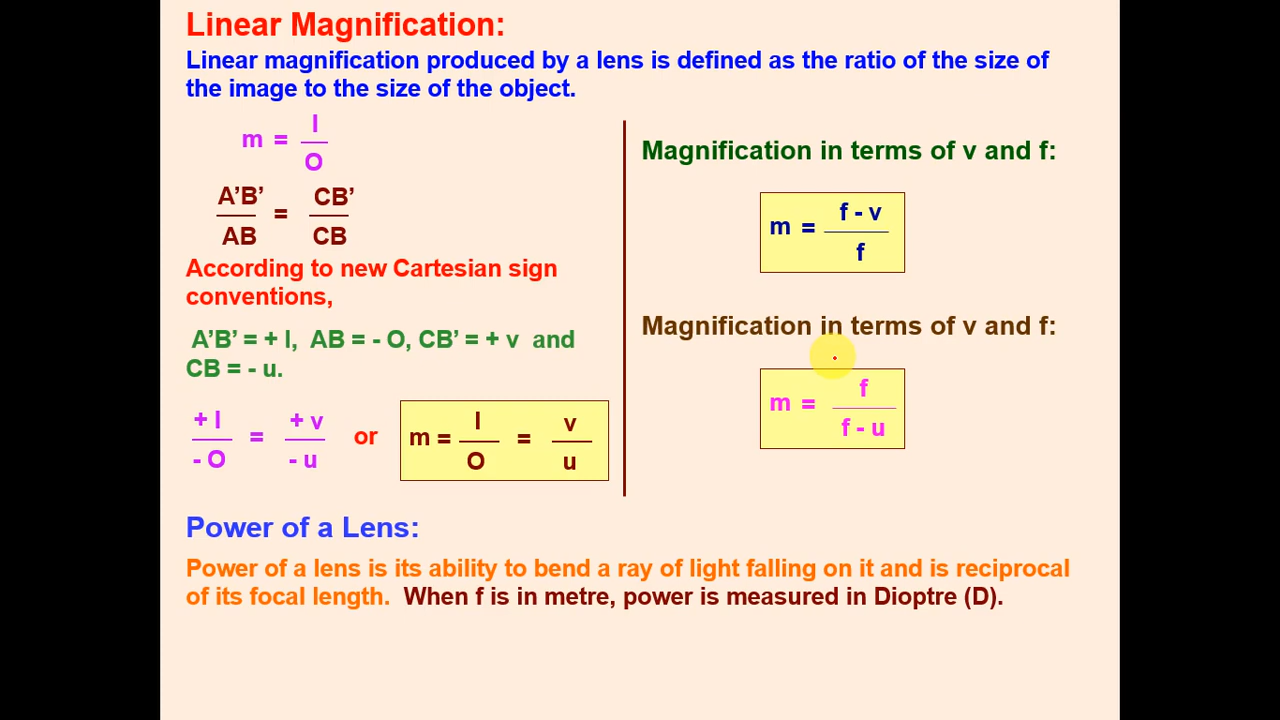 Linear Magnification:
Linear magnification produced by a lens is defined as the ratio of the size of
the image to the size of the object.
m = I
O
A’B’ = CB’
AB CB
According to new Cartesian sign
conventions,
A’B’ = + I, AB = - O, CB’ = + v and
CB = - u.
+ I = + v or
- O - u
m = I = v
O u
Magnification in terms of v and f:
m = f - v
f
Magnification in terms of v and f:
m = f
f - u
Power of a Lens:
Power of a lens is its ability to bend a ray of light falling on it and is reciprocal
of its focal length. When f is in metre, power is measured in Dioptre (D).